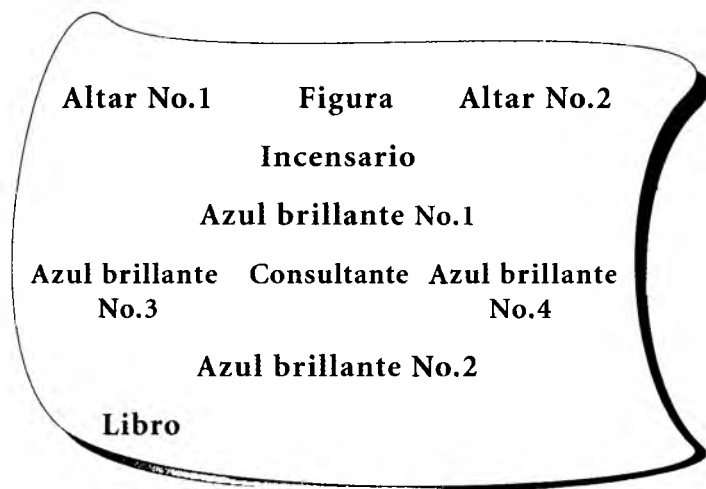 Altar No.1 Figura Altar No.2
Incensario
Azul brillante No.1
Azul brillante Consultante Azul brillante
No.3 No.4
Azul brillante No.2
Libro